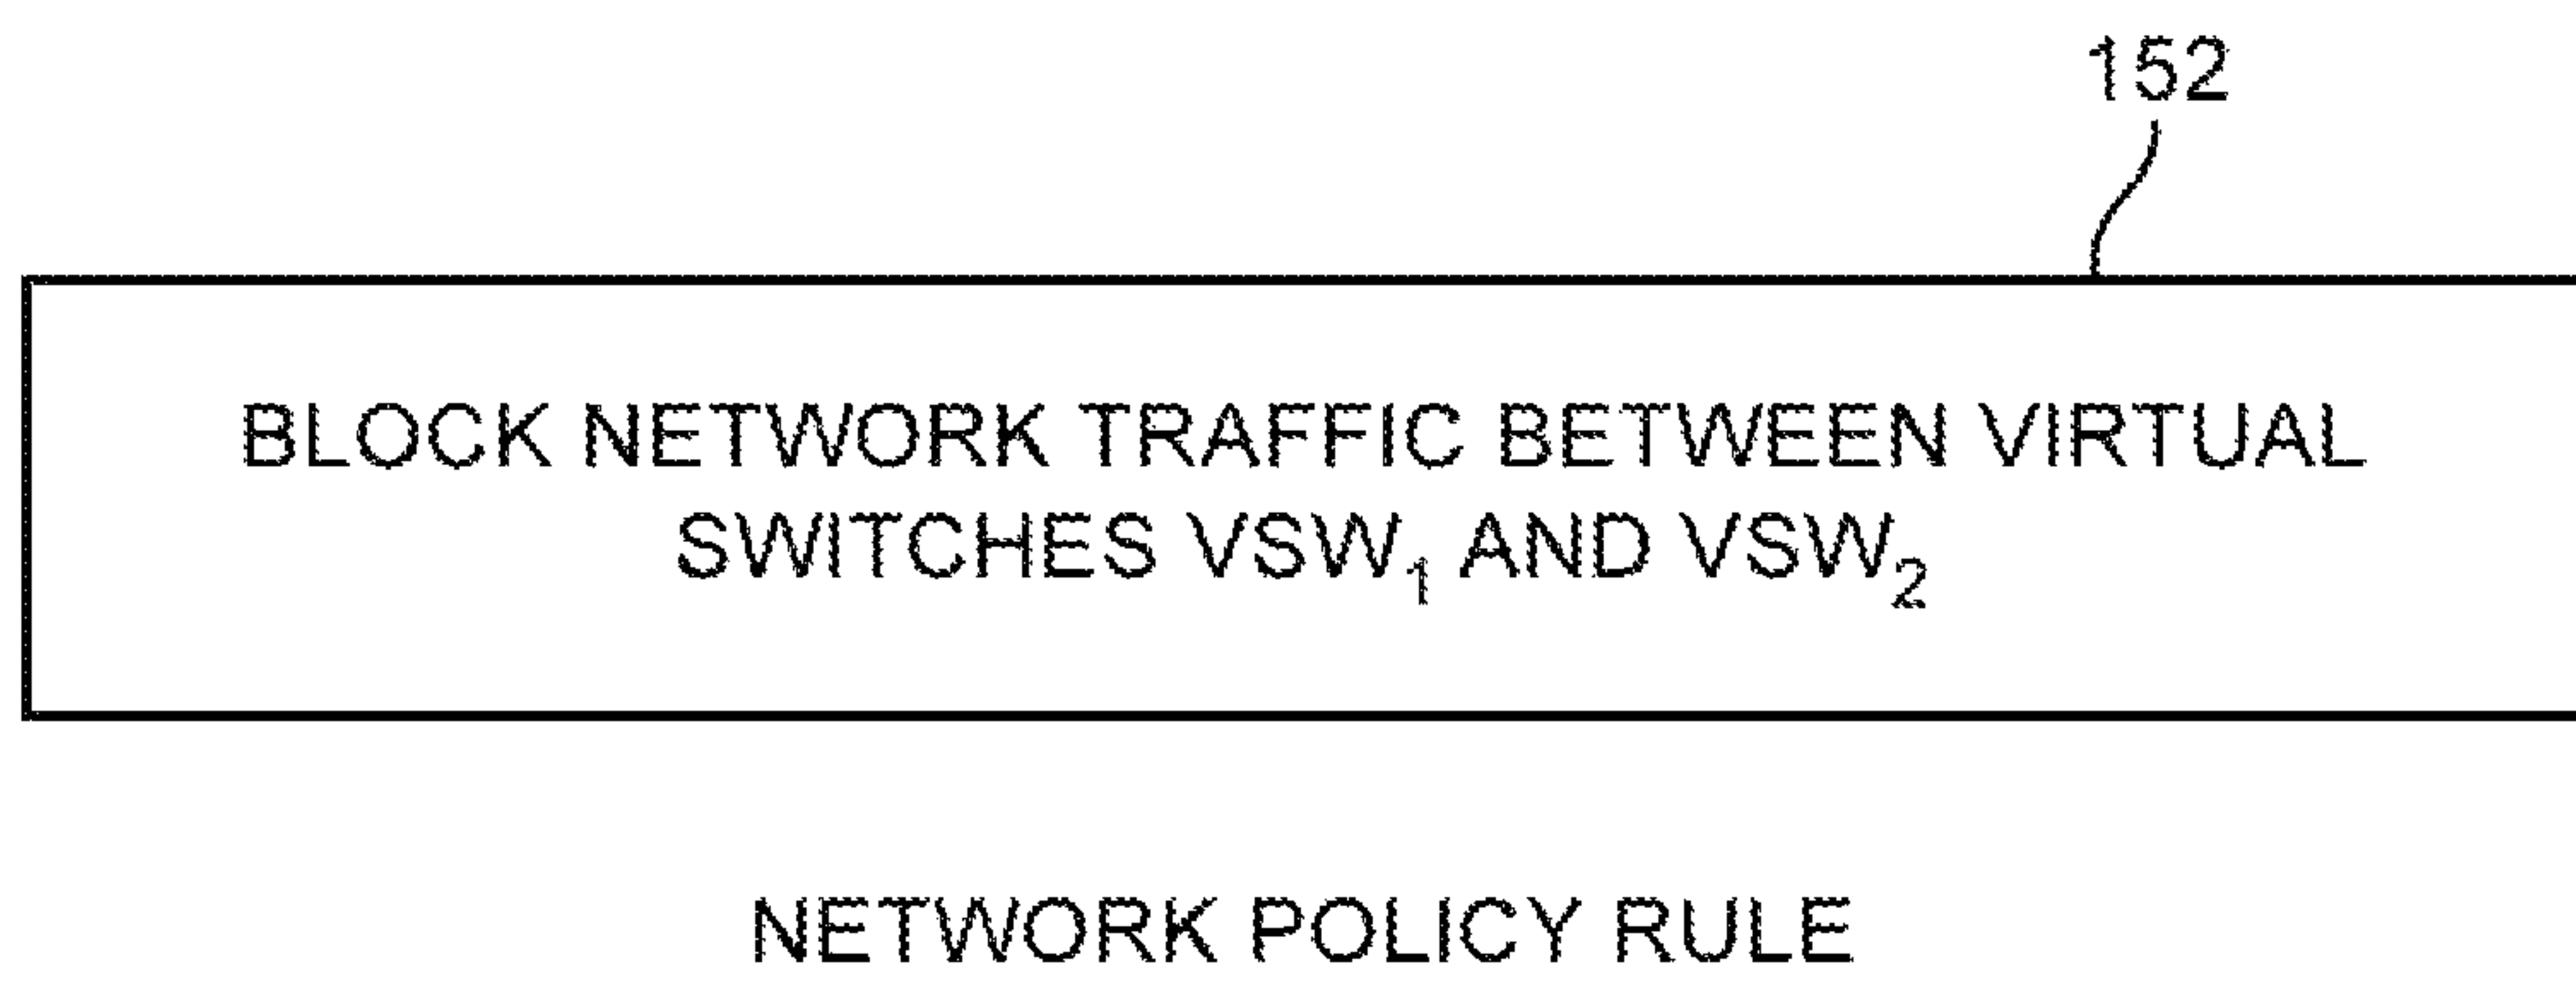 152
BLOCK NETWORK TRAFFIC BETWEEN VIRTUAL
SWITCHES VSW₁ AND VSW₂
NETWORK POLICY RULE